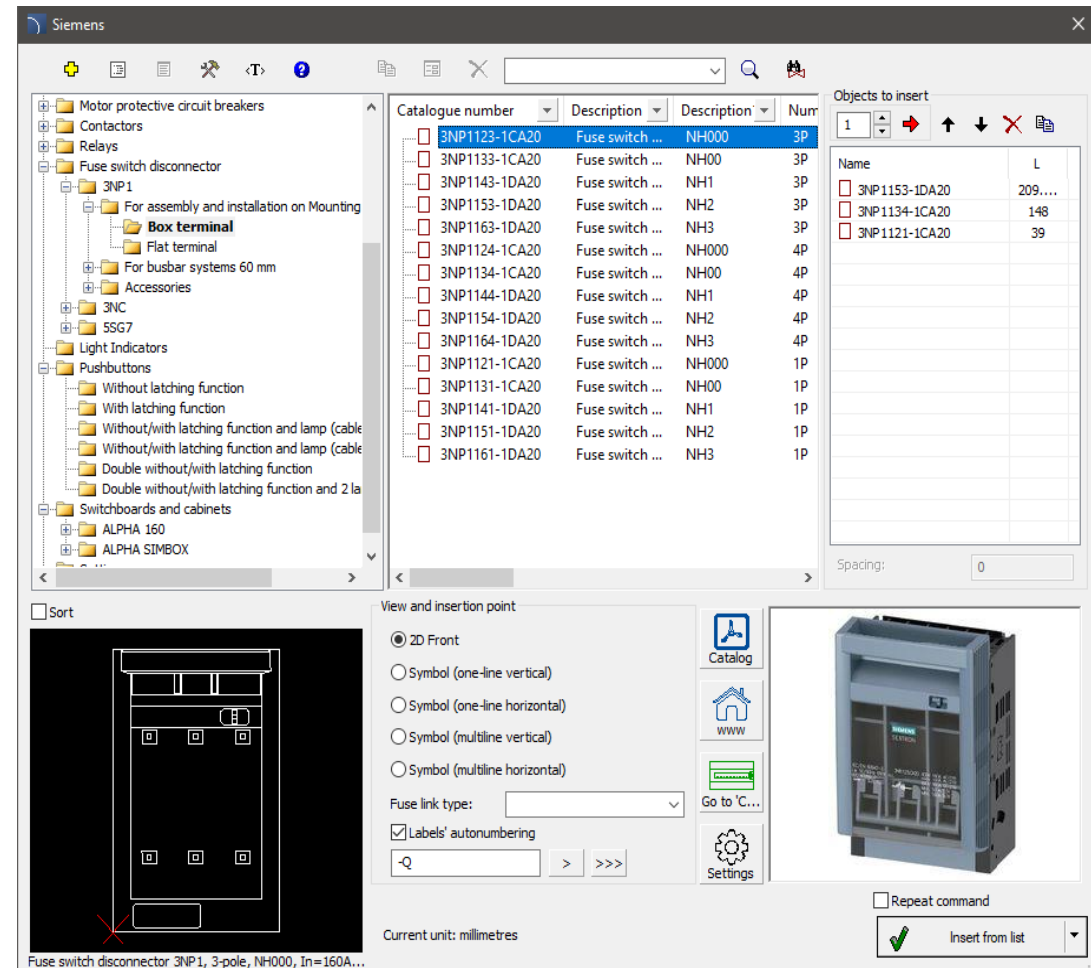 Siemens
<T>
Motor protective circuit breakers
Contactors
Relays
Fuse switch disconnector
3NP1
For assembly and installation on Mounting
Box terminal
Flat terminal
For busbar systems 60 mm
Accessories
3NC
5SG7
Light Indicators
Pushbuttons
Without latching function
With latching function
Without/with latching function and lamp (cable
Without/with latching function and lamp (cable
Double without/with latching function
Double without/with latching function and 2 la
Switchboards and cabinets
ALPHA 160
ALPHA SIMBOX
Catalogue number Description Description Num
3NP1123-1CA20 Fuse switch ... NH000 3P
3NP1133-1CA20 Fuse switch ... NH00 3P
3NP1143-1DA20 Fuse switch ... NH1 3P
3NP1153-1DA20 Fuse switch ... NH2 3P
3NP1163-1DA20 Fuse switch ... NH3 3P
3NP1124-1CA20 Fuse switch ... NH000 4P
3NP1134-1CA20 Fuse switch ... NH00 4P
3NP1144-1DA20 Fuse switch ... NH1 4P
3NP1154-1DA20 Fuse switch ... NH2 4P
3NP1164-1DA20 Fuse switch ... NH3 4P
3NP1121-1CA20 Fuse switch ... NH000 1P
3NP1131-1CA20 Fuse switch ... NH00 1P
3NP1141-1DA20 Fuse switch ... NH1 1P
3NP1151-1DA20 Fuse switch ... NH2 1P
3NP1161-1DA20 Fuse switch ... NH3 1P
Objects to insert
1
Name L
3NP1153-1DA20 209....
3NP1134-1CA20 148
3NP1121-1CA20 39
Spacing: 0
Sort
Fuse switch disconnector 3NP1, 3-pole, NH000, In=160A...
View and insertion point
2D Front
Symbol (one-line vertical)
Symbol (one-line horizontal)
Symbol (multiline vertical)
Symbol (multiline horizontal)
Fuse link type:
Labels' autonumbering
-Q > >>>
Current unit: millimetres
Catalog
www
Go to 'C...
Settings
SIEMENS
SENTRON
Repeat command
Insert from list